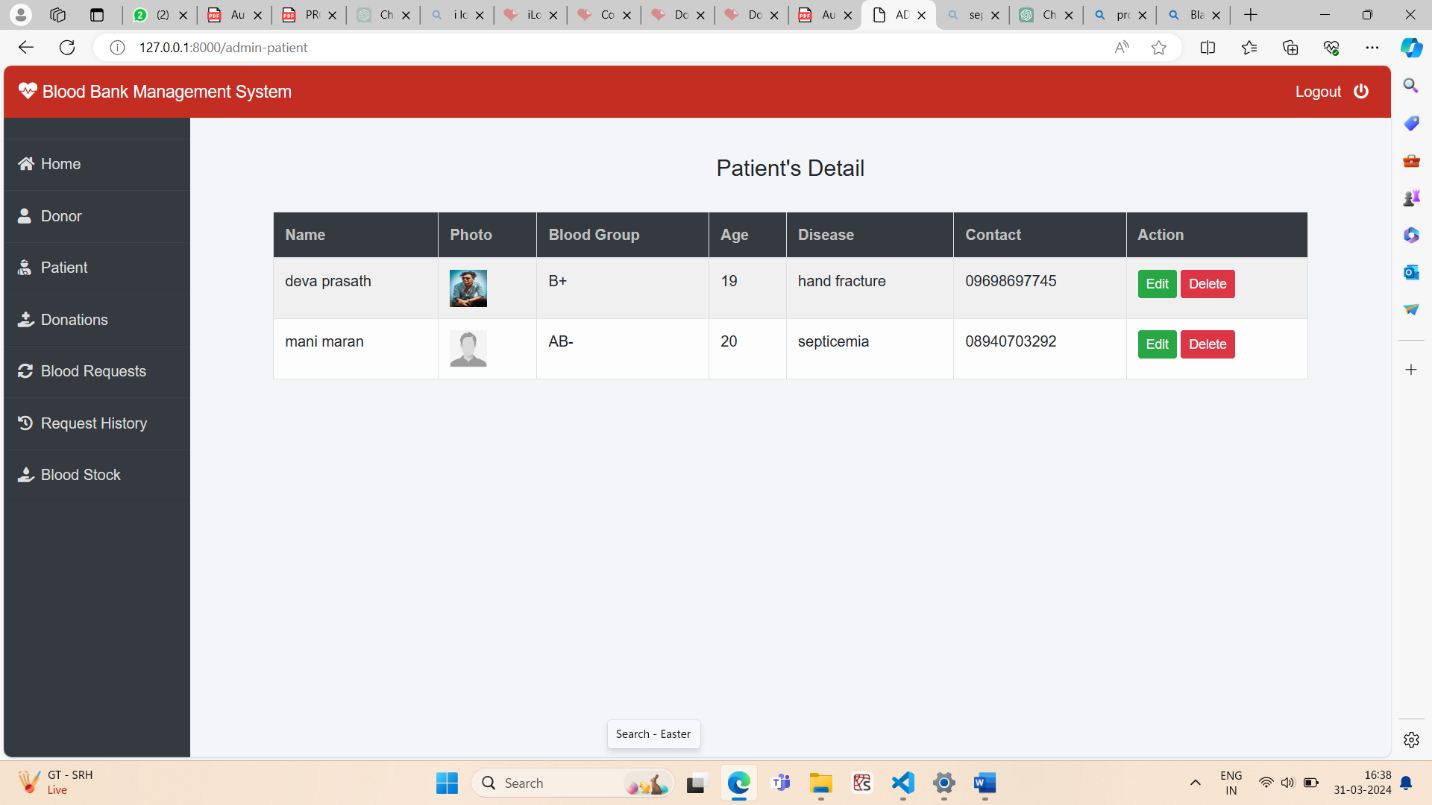 (2) Au PR Ch i lo iLo Co Do Do Au AD sep Ch pro Bla
127.0.0.1:8000/admin-patient
Blood Bank Management System Logout
Home
Donor
Patient
Donations
Blood Requests
Request History
Blood Stock
Patient's Detail
Name Photo Blood Group Age Disease Contact Action
deva prasath B+ 19 hand fracture 09698697745 Edit Delete
mani maran AB- 20 septicemia 08940703292 Edit Delete
Search - Easter
GT - SRH
Live
Search
ENG
IN
16:38
31-03-2024